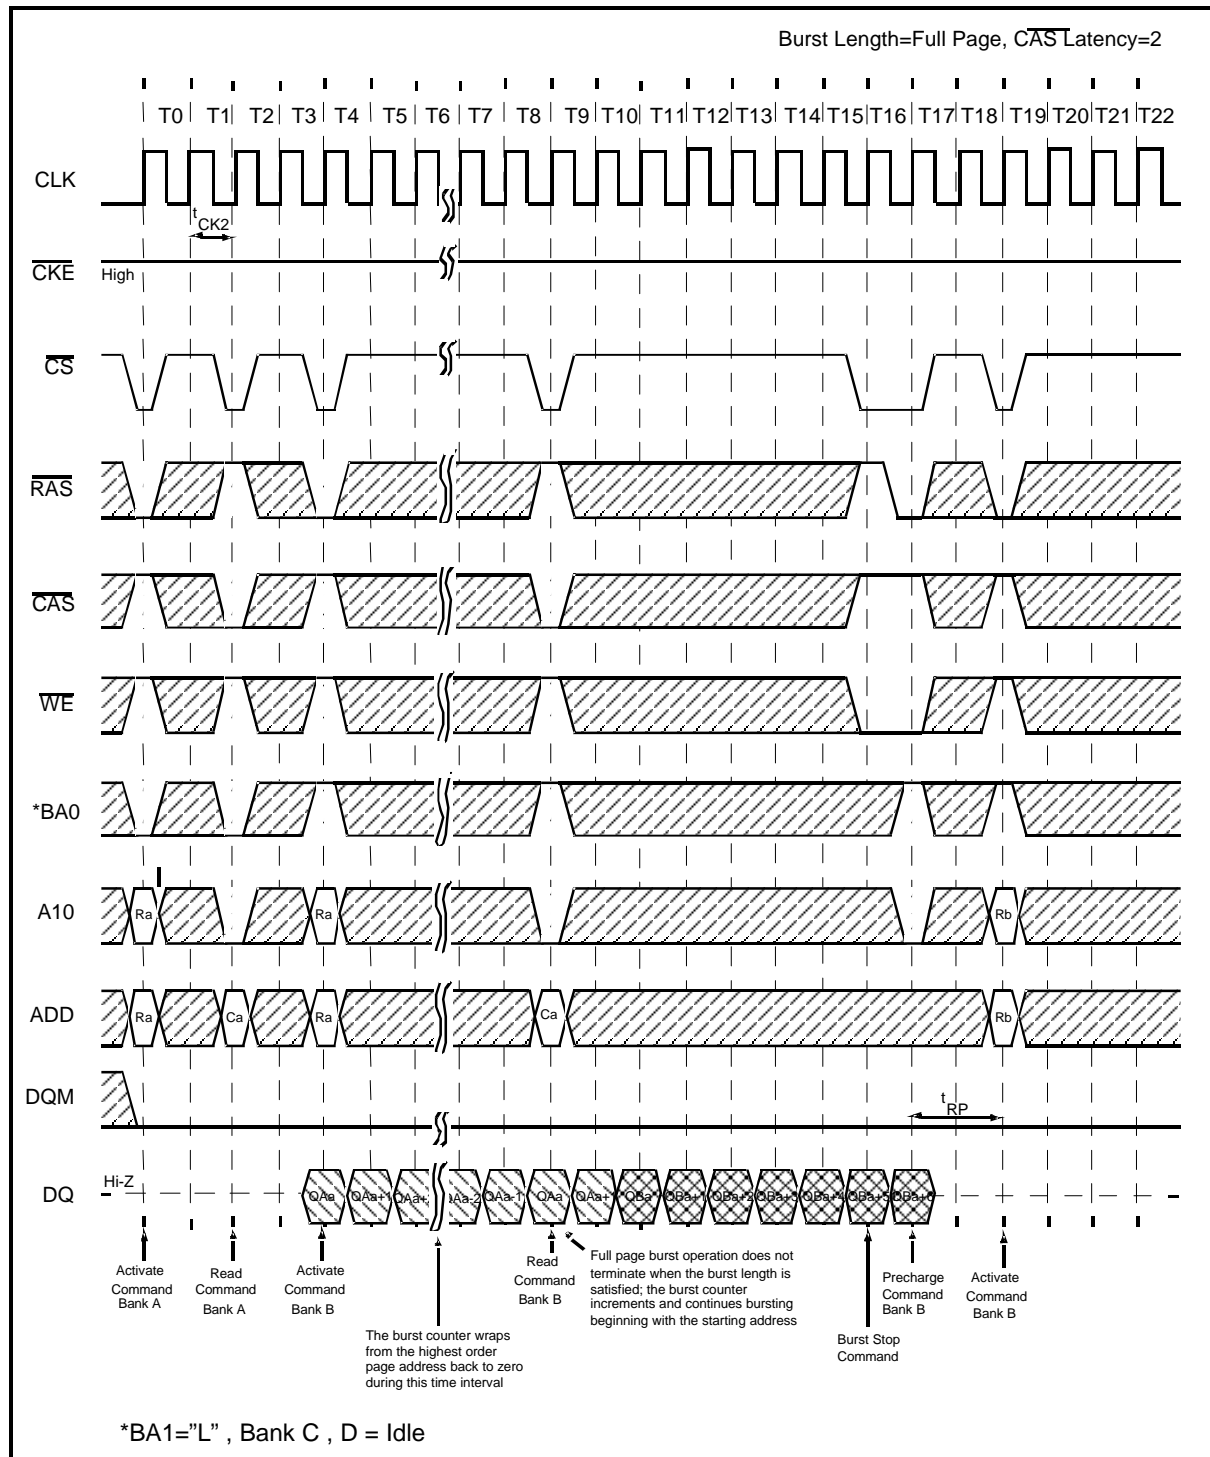 Burst Length=Full Page, CAS Latency=2
T0 T1 T2 T3 T4 T5 T6 T7 T8 T9 T10 T11 T12 T13 T14 T15 T16 T17 T18 T19 T20 T21 T22
CLK
tCK2
CKE
High
CS
RAS
CAS
WE
*BA0
A10
Ra Ra Rb
ADD
Ra Ca Ra Ca Rb
DQM
tRP
DQ
Hi-Z
QAa QAa+1 QAa-1 QAa QAa+1 QBa QBa+1 QBa+2 QBa+3 QBa+4 QBa+5 QBa+6
Activate
Command
Bank A
Read
Command
Bank A
Activate
Command
Bank B
The burst counter wraps
from the highest order
page address back to zero
during this time interval
Read
Command
Bank B
Full page burst operation does not
terminate when the burst length is
satisfied; the burst counter
increments and continues bursting
beginning with the starting address
Burst Stop
Command
Precharge
Command
Bank B
Activate
Command
Bank B
*BA1="L" , Bank C , D = Idle